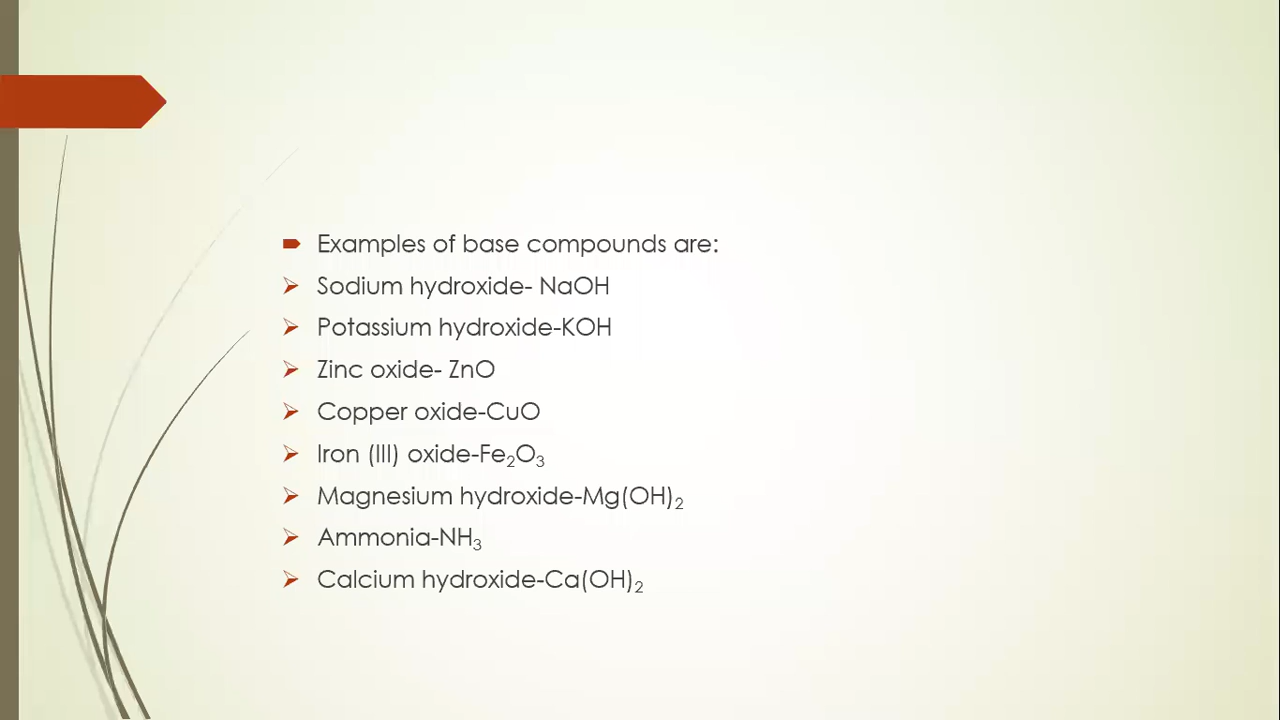 Examples of base compounds are:
Sodium hydroxide- NaOH
Potassium hydroxide-KOH
Zinc oxide- ZnO
Copper oxide-CuO
Iron (III) oxide-Fe₂O₃
Magnesium hydroxide-Mg(OH)₂
Ammonia-NH₃
Calcium hydroxide-Ca(OH)₂